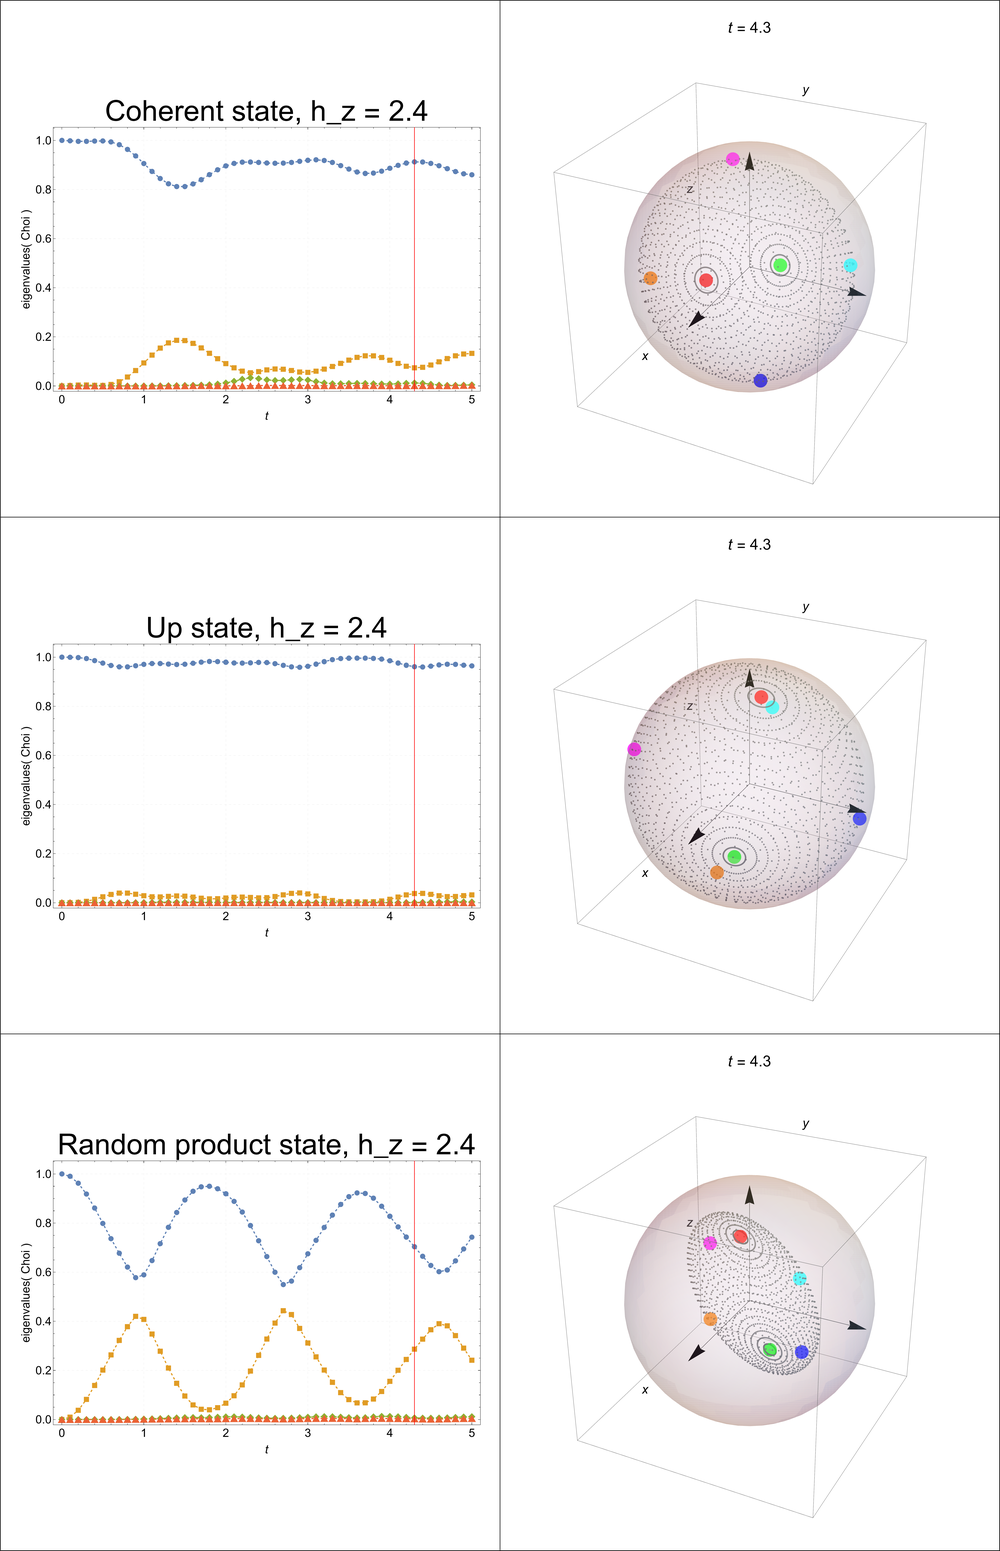 t = 4.3
Coherent state, h_z = 2.4
eigenvalues( Choi )
1.0
0.8
0.6
0.4
0.2
0.0
0 1 2 3 4 5
t
y
z
x
t = 4.3
Up state, h_z = 2.4
eigenvalues( Choi )
1.0
0.8
0.6
0.4
0.2
0.0
0 1 2 3 4 5
t
y
z
x
t = 4.3
Random product state, h_z = 2.4
eigenvalues( Choi )
1.0
0.8
0.6
0.4
0.2
0.0
0 1 2 3 4 5
t
y
z
x